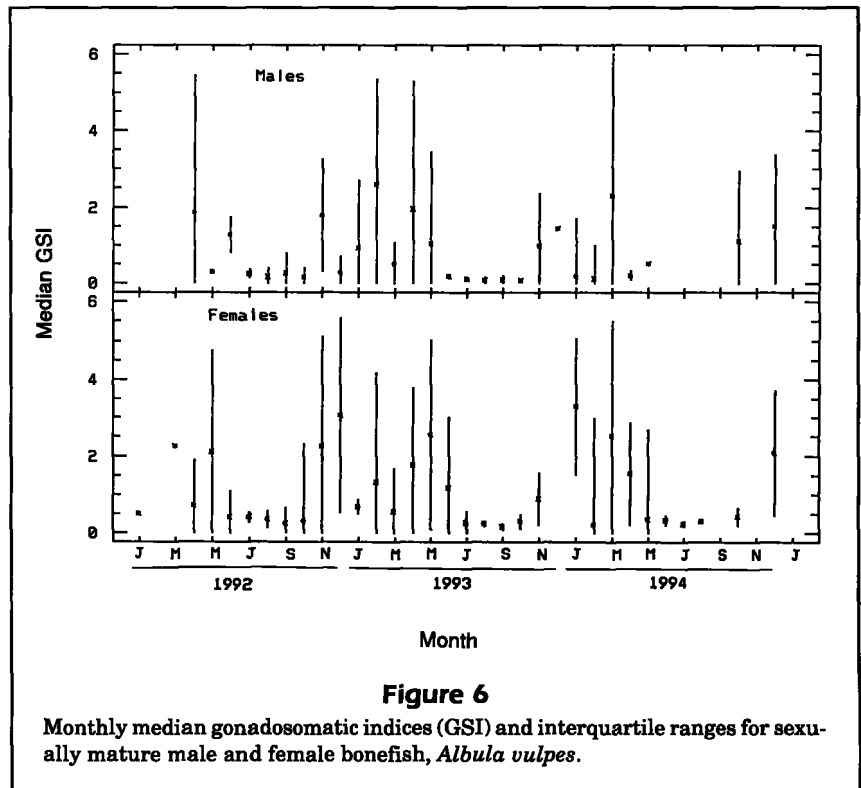 Median GSI
6
4
2
0
Males
6
4
2
0
Females
J M M J S N J M M J S N J M M J S N J
1992 1993 1994
Month
Figure 6
Monthly median gonadosomatic indices (GSI) and interquartile ranges for sexu-
ally mature male and female bonefish, Albula vulpes.